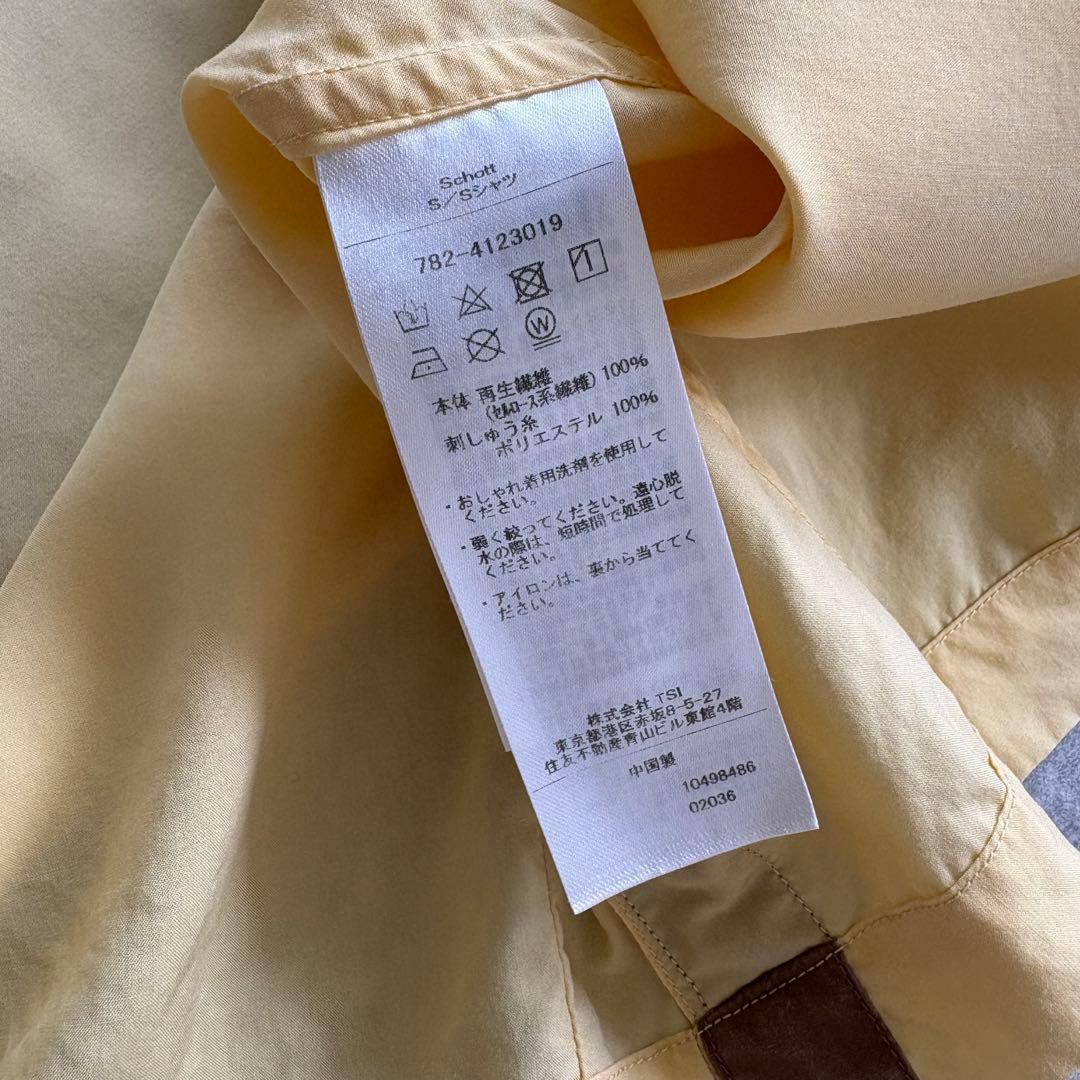 Schott
S/Sシャツ
782-4123019
W
本体 再生繊維
(セルロース系繊維) 100%
刺しゅう糸
ポリエステル 100%
・おしゃれ着用洗剤を使用して
ください。
・弱く絞ってください。遠心脱
水の際は、短時間で処理して
ください。
・アイロンは、裏から当ててく
ださい。
株式会社 TSI
東京都港区赤坂8-5-27
住友不動産青山ビル東館4階
中国製
10498486
02036